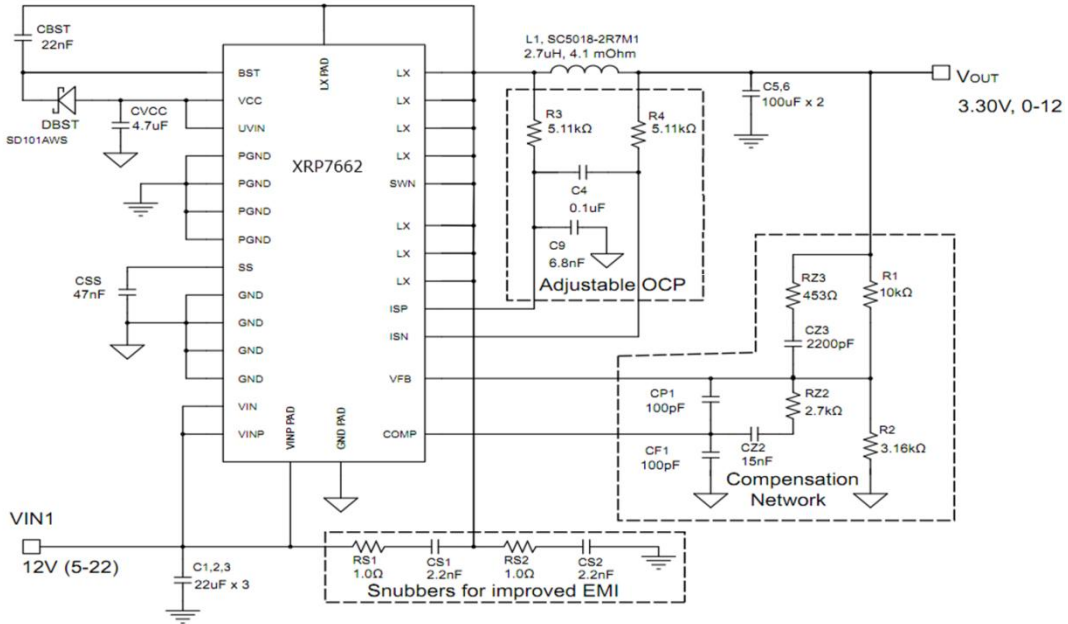 CBST
22nF
DBST
SD101AWS
CVCC
4.7uF
CSS
47nF
LX PAD
BST
VCC
UVIN
PGND
PGND
PGND
PGND
SS
GND
GND
GND
GND
VIN
VINP
VINP PAD
GND PAD
XRP7662
LX
LX
LX
LX
SWN
LX
LX
LX
ISP
ISN
VFB
COMP
L1, SC5018-2R7M1
2.7uH, 4.1 mOhm
R3
5.11kΩ
R4
5.11kΩ
C4
0.1uF
C9
6.8nF
Adjustable OCP
C5,6
100uF x 2
VOUT
3.30V, 0-12
RZ3
453Ω
R1
10kΩ
CZ3
2200pF
CP1
100pF
RZ2
2.7kΩ
CF1
100pF
CZ2
15nF
R2
3.16kΩ
Compensation
Network
VIN1
12V (5-22)
C1,2,3
22uF x 3
RS1
1.0Ω
CS1
2.2nF
RS2
1.0Ω
CS2
2.2nF
Snubbers for improved EMI